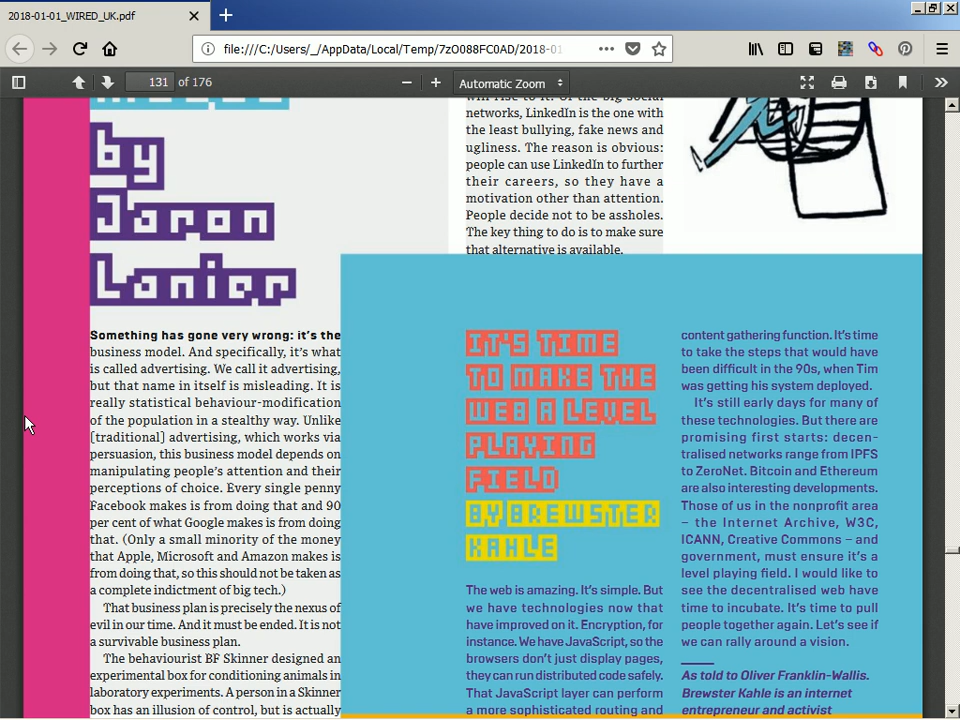 2018-01-01_WIRED_UK.pdf
file:///C:/Users/_/AppData/Local/Temp/7zO088FC0AD/2018-01
131 of 176
Automatic Zoom
by
Jaron
Lanier
Something has gone very wrong: it's the
business model. And specifically, it's what
is called advertising. We call it advertising,
but that name in itself is misleading. It is
really statistical behaviour-modification
of the population in a stealthy way. Unlike
[traditional] advertising, which works via
persuasion, this business model depends on
manipulating people's attention and their
perceptions of choice. Every single penny
Facebook makes is from doing that and 90
per cent of what Google makes is from doing
that. (Only a small minority of the money
that Apple, Microsoft and Amazon makes is
from doing that, so this should not be taken as
a complete indictment of big tech.)
That business plan is precisely the nexus of
evil in our time. And it must be ended. It is not
a survivable business plan.
The behaviourist BF Skinner designed an
experimental box for conditioning animals in
laboratory experiments. A person in a Skinner
box has an illusion of control, but is actually
will rise to it. Of the big social
networks, LinkedIn is the one with
the least bullying, fake news and
ugliness. The reason is obvious:
people can use LinkedIn to further
their careers, so they have a
motivation other than attention.
People decide not to be assholes.
The key thing to do is to make sure
that alternative is available.
IT'S TIME
TO MAKE THE
WEB A LEVEL
PLAYING
FIELD
BY BREWSTER
KAHLE
The web is amazing. It's simple. But
we have technologies now that
have improved on it. Encryption, for
instance. We have JavaScript, so the
browsers don't just display pages,
they can run distributed code safely.
That JavaScript layer can perform
a more sophisticated routing and
content gathering function. It's time
to take the steps that would have
been difficult in the 90s, when Tim
was getting his system deployed.
It's still early days for many of
these technologies. But there are
promising first starts: decen-
tralised networks range from IPFS
to ZeroNet. Bitcoin and Ethereum
are also interesting developments.
Those of us in the nonprofit area
– the Internet Archive, W3C,
ICANN, Creative Commons – and
government, must ensure it's a
level playing field. I would like to
see the decentralised web have
time to incubate. It's time to pull
people together again. Let's see if
we can rally around a vision.
As told to Oliver Franklin-Wallis.
Brewster Kahle is an internet
entrepreneur and activist